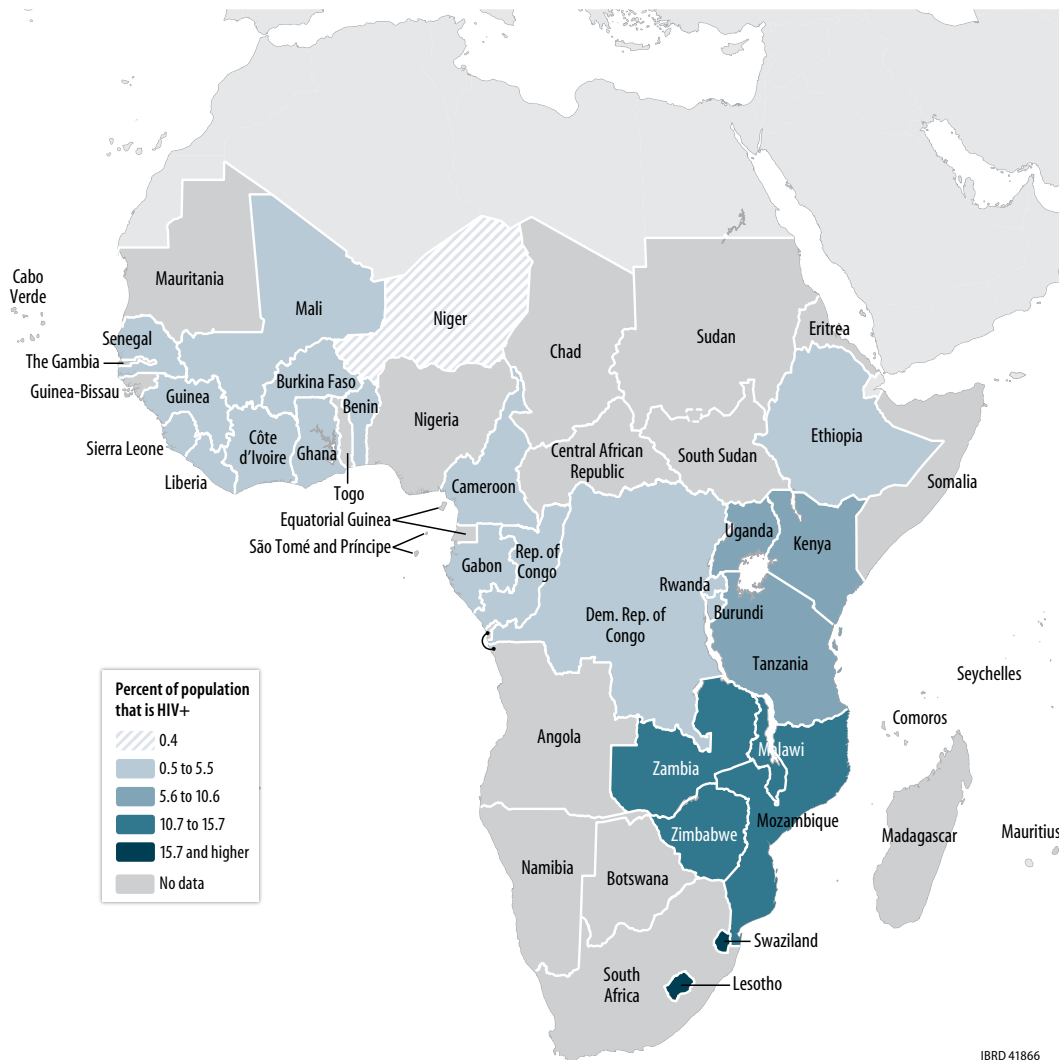 Cabo
Verde
Mauritania
Mali
Niger
Chad
Sudan
Eritrea
Senegal
The Gambia
Guinea-Bissau
Guinea
Burkina Faso
Benin
Nigeria
Sierra Leone
Côte
d’Ivoire
Ghana
Liberia
Togo
Cameroon
Central African
Republic
South Sudan
Ethiopia
Somalia
Equatorial Guinea
São Tomé and Príncipe
Gabon
Rep. of
Congo
Uganda
Kenya
Rwanda
Burundi
Dem. Rep. of
Congo
Tanzania
Seychelles
Comoros
Angola
Zambia
Malawi
Mozambique
Zimbabwe
Madagascar
Mauritius
Namibia
Botswana
Swaziland
South
Africa
Lesotho
Percent of population
that is HIV+
0.4
0.5 to 5.5
5.6 to 10.6
10.7 to 15.7
15.7 and higher
No data
IBRD 41866